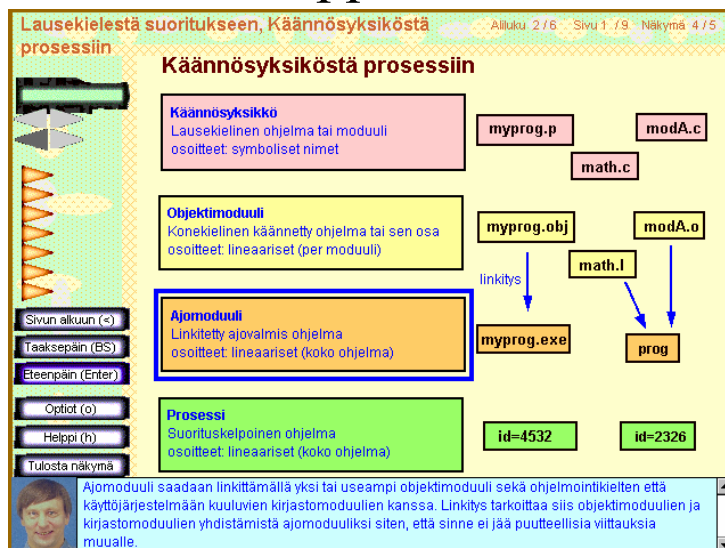 Lausekielestä suoritukseen, Käännösyksiköstä prosessiin
Aliluku 2/6 Sivu 1 /9 Näkymä 4/5
Käännösyksiköstä prosessiin
Käännösyksikkö
Lausekielinen ohjelma tai moduuli
osoitteet: symboliset nimet
myprog.p
modA.c
math.c
Objektimoduuli
Konekielinen käännetty ohjelma tai sen osa
osoitteet: lineaariset (per moduuli)
myprog.obj
modA.o
math.l
linkitys
Ajomoduuli
Linkitetty ajovalmis ohjelma
osoitteet: lineaariset (koko ohjelma)
myprog.exe
prog
Prosessi
Suorituskelpoinen ohjelma
osoitteet: lineaariset (koko ohjelma)
id=4532
id=2326
Sivun alkuun (<)
Taaksepäin (BS)
Eteenpäin (Enter)
Optiot (o)
Helppi (h)
Tulosta näkymä
Ajomoduuli saadaan linkittämällä yksi tai useampi objektimoduuli sekä ohjelmointikielten että
käyttöjärjestelmään kuuluvien kirjastomoduulien kanssa. Linkitys tarkoittaa siis objektimoduulien ja
kirjastomoduulien yhdistämistä ajomoduuliksi siten, että sinne ei jää puutteellisia viittauksia
muualle.